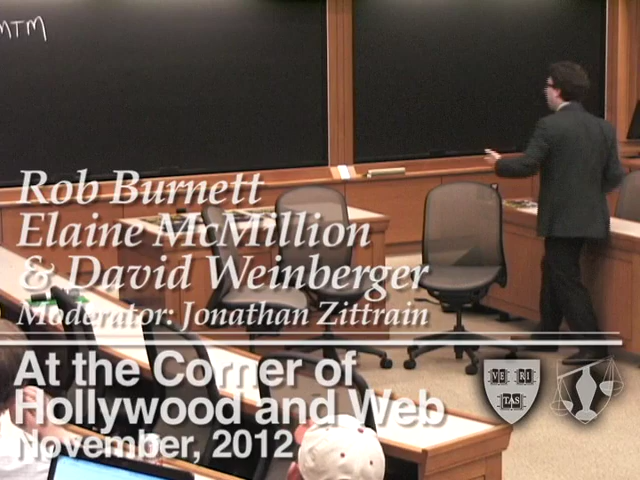 MTM
Rob Burnett
Elaine McMillion
& David Weinberger
Moderator: Jonathan Zittrain
At the Corner of
Hollywood and Web
November, 2012
VE RI
TAS